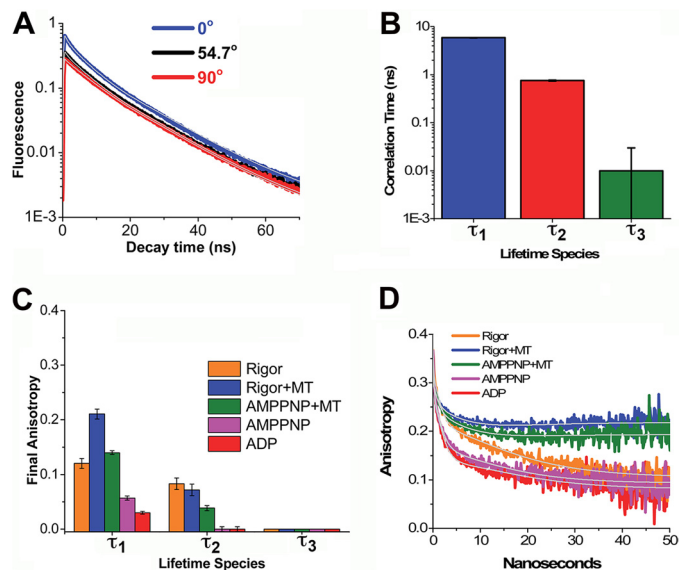 A
0°
54.7°
90°
1
0.1
0.01
1E-3
Fluorescence
0 20 40 60
Decay time (ns)
B
10
1
0.1
0.01
1E-3
Correlation Time (ns)
τ1 τ2 τ3
Lifetime Species
C
0.4
0.3
0.2
0.1
0.0
Final Anisotropy
Rigor
Rigor+MT
AMPPNP+MT
AMPPNP
ADP
τ1 τ2 τ3
Lifetime Species
D
0.4
0.3
0.2
0.1
0.0
Anisotropy
Rigor
Rigor+MT
AMPPNP+MT
AMPPNP
ADP
0 10 20 30 40 50
Nanoseconds